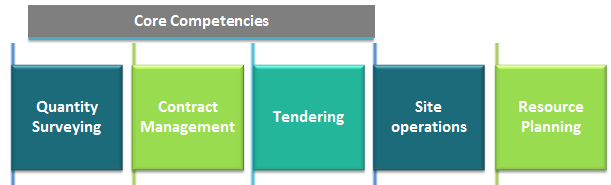 Core Competencies
Quantity
Surveying
Contract
Management
Tendering
Site
operations
Resource
Planning